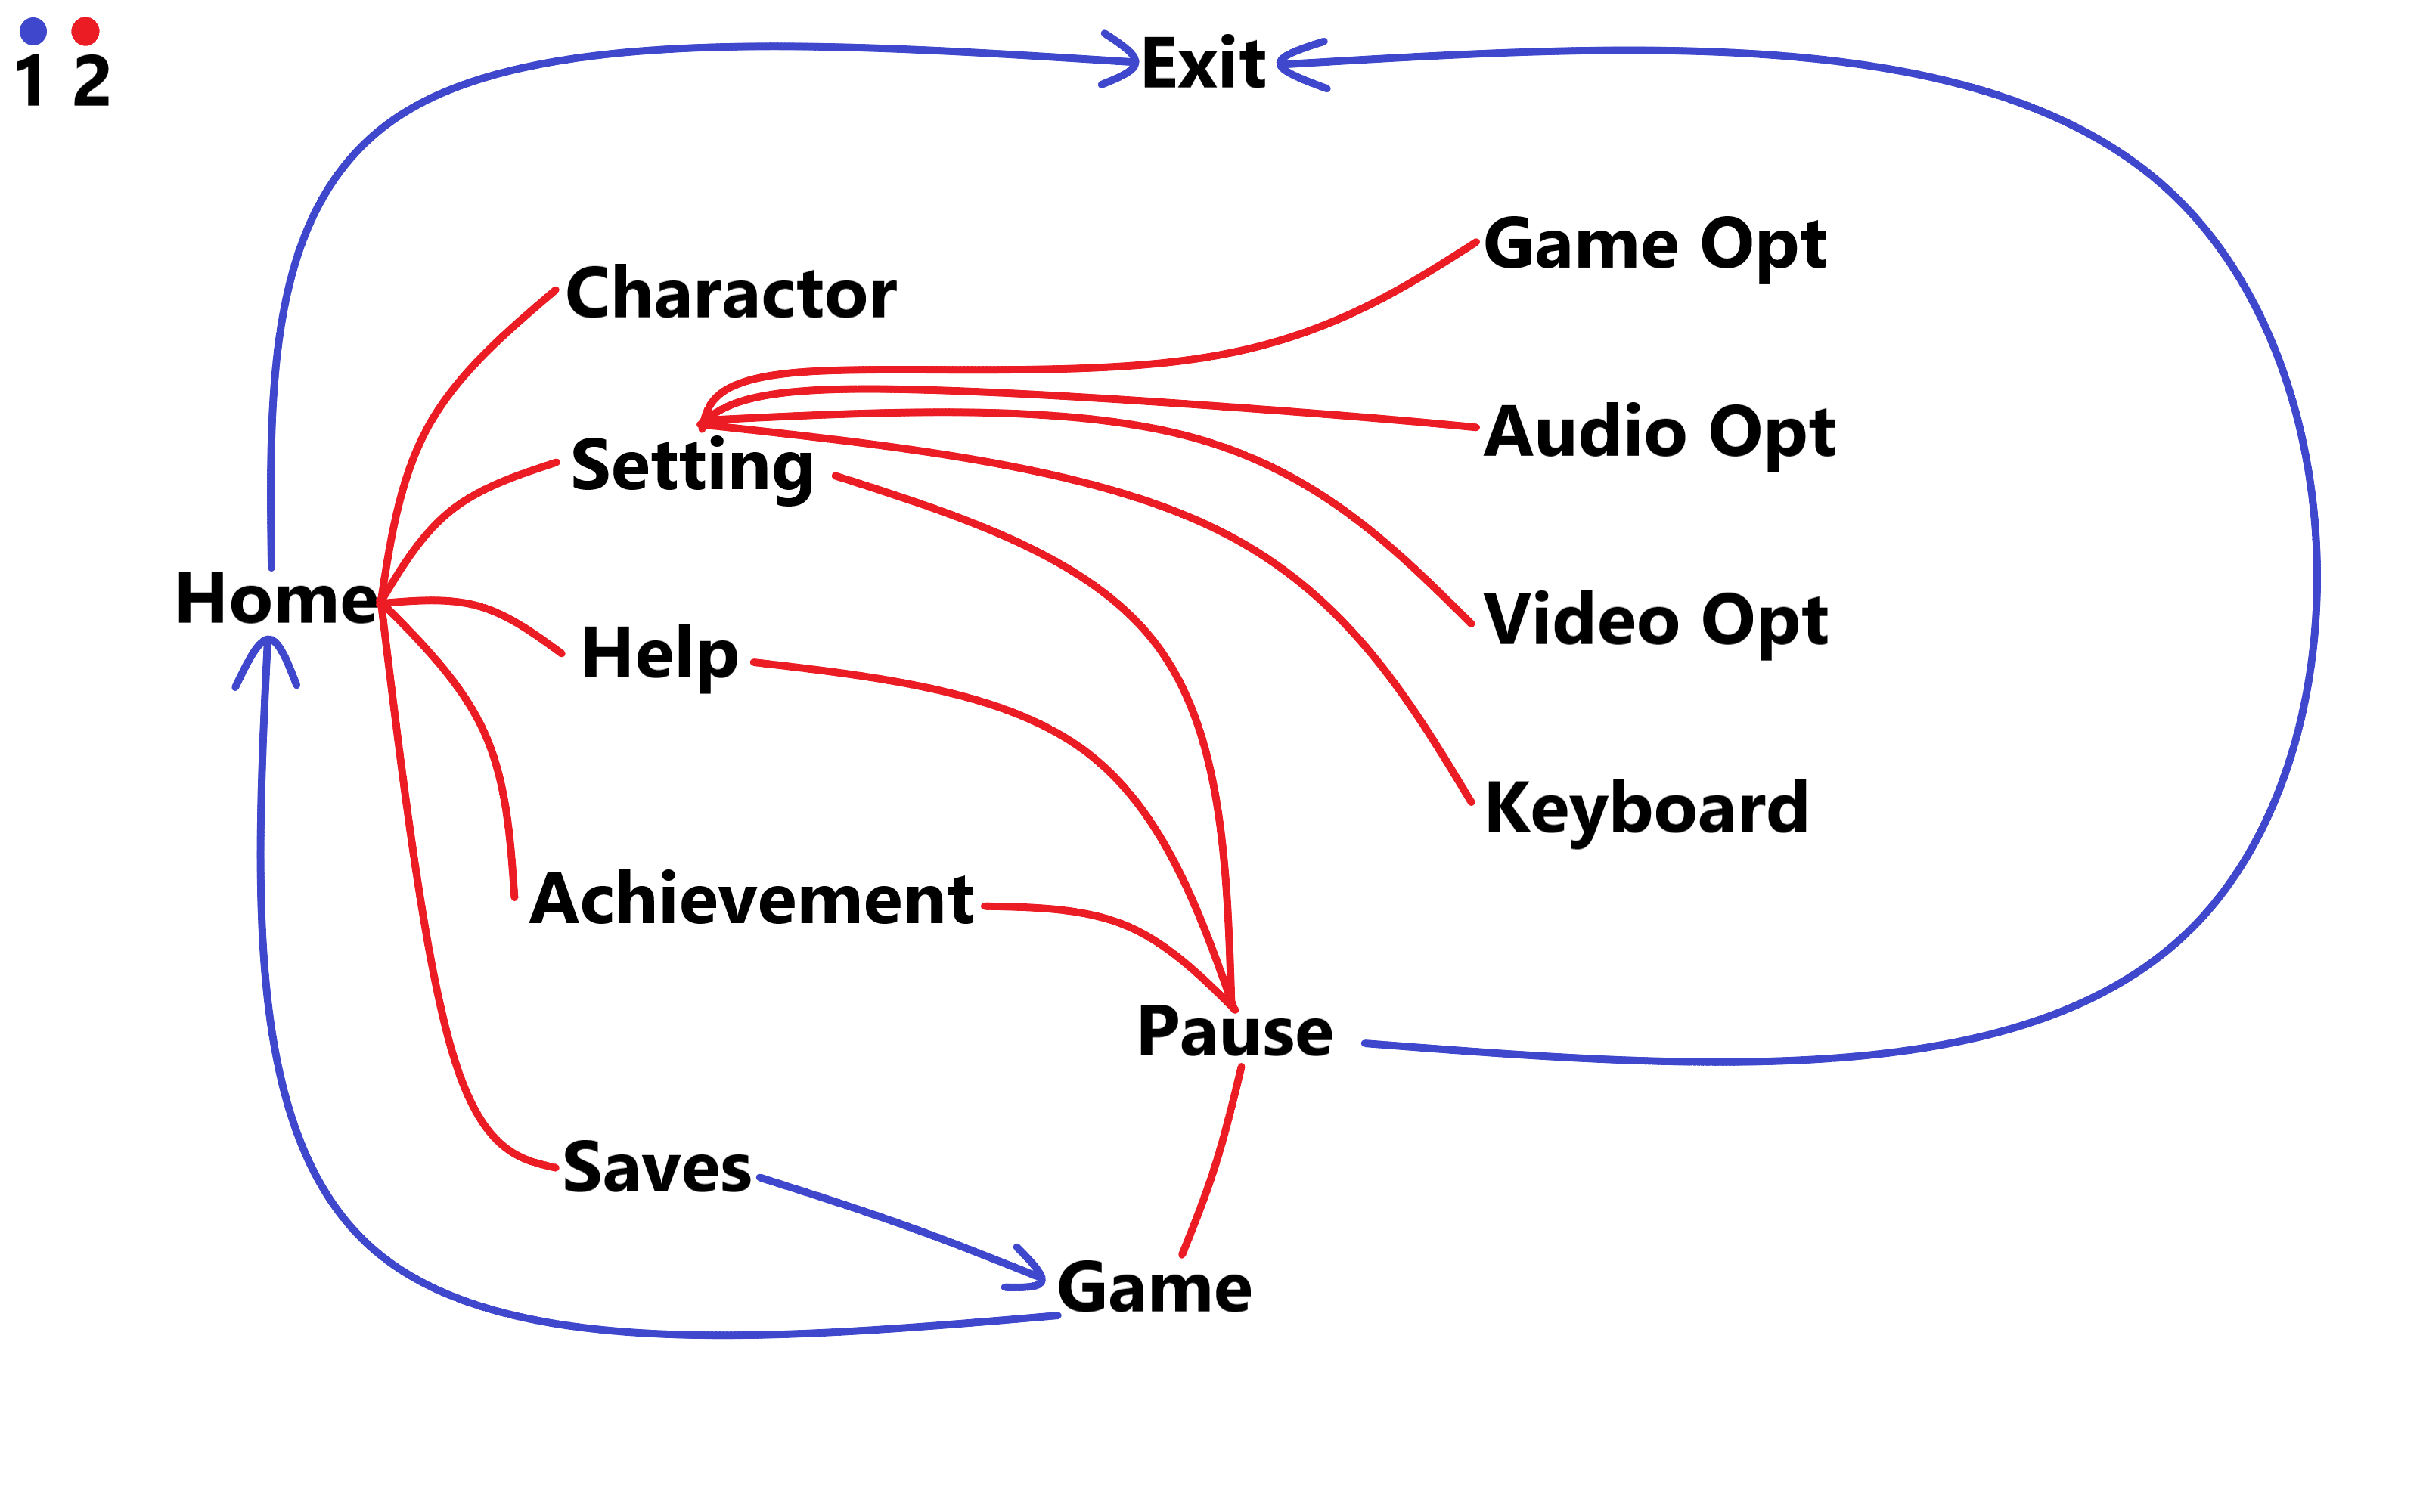 1 2
Exit
Game Opt
Charactor
Audio Opt
Setting
Home
Video Opt
Help
Keyboard
Achievement
Pause
Saves
Game